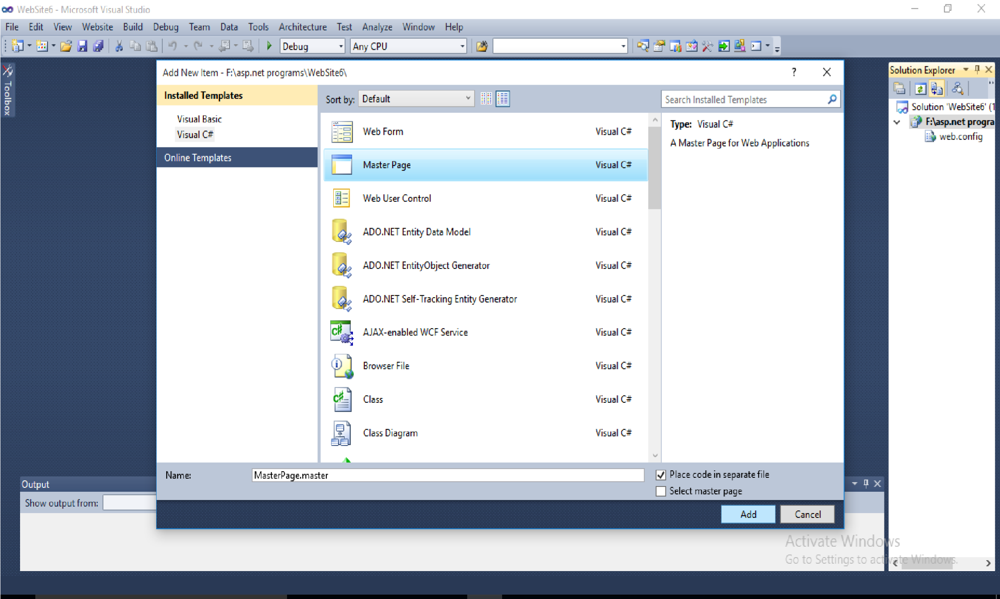 WebSite6 - Microsoft Visual Studio
File Edit View Website Build Debug Team Data Tools Architecture Test Analyze Window Help
Debug Any CPU
Toolbox
Add New Item - F:\asp.net programs\WebSite6\
?
Installed Templates
Visual Basic
Visual C#
Online Templates
Sort by: Default
Search Installed Templates
Web Form Visual C#
Master Page Visual C#
Web User Control Visual C#
ADO.NET Entity Data Model Visual C#
ADO.NET EntityObject Generator Visual C#
ADO.NET Self-Tracking Entity Generator Visual C#
AJAX-enabled WCF Service Visual C#
Browser File Visual C#
Class Visual C#
Class Diagram Visual C#
Type: Visual C#
A Master Page for Web Applications
Name: MasterPage.master
Place code in separate file
Select master page
Add Cancel
Solution Explorer
Solution 'WebSite6' (1
F:\asp.net progra
web.config
Output
Show output from:
Activate Windows
Go to Settings to activate Windows.